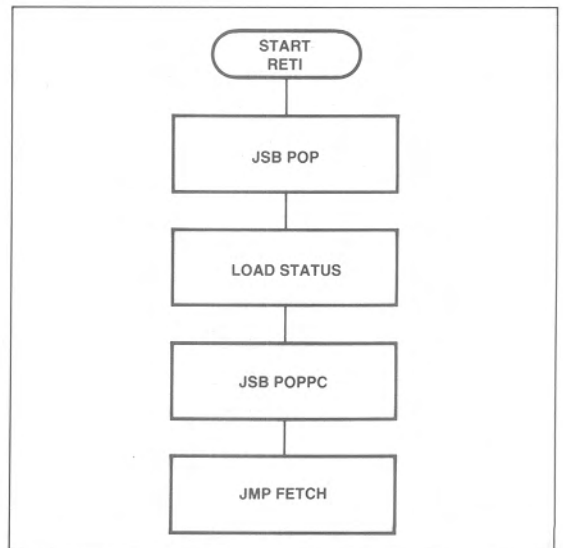 START
RETI
JSB POP
LOAD STATUS
JSB POPPC
JMP FETCH